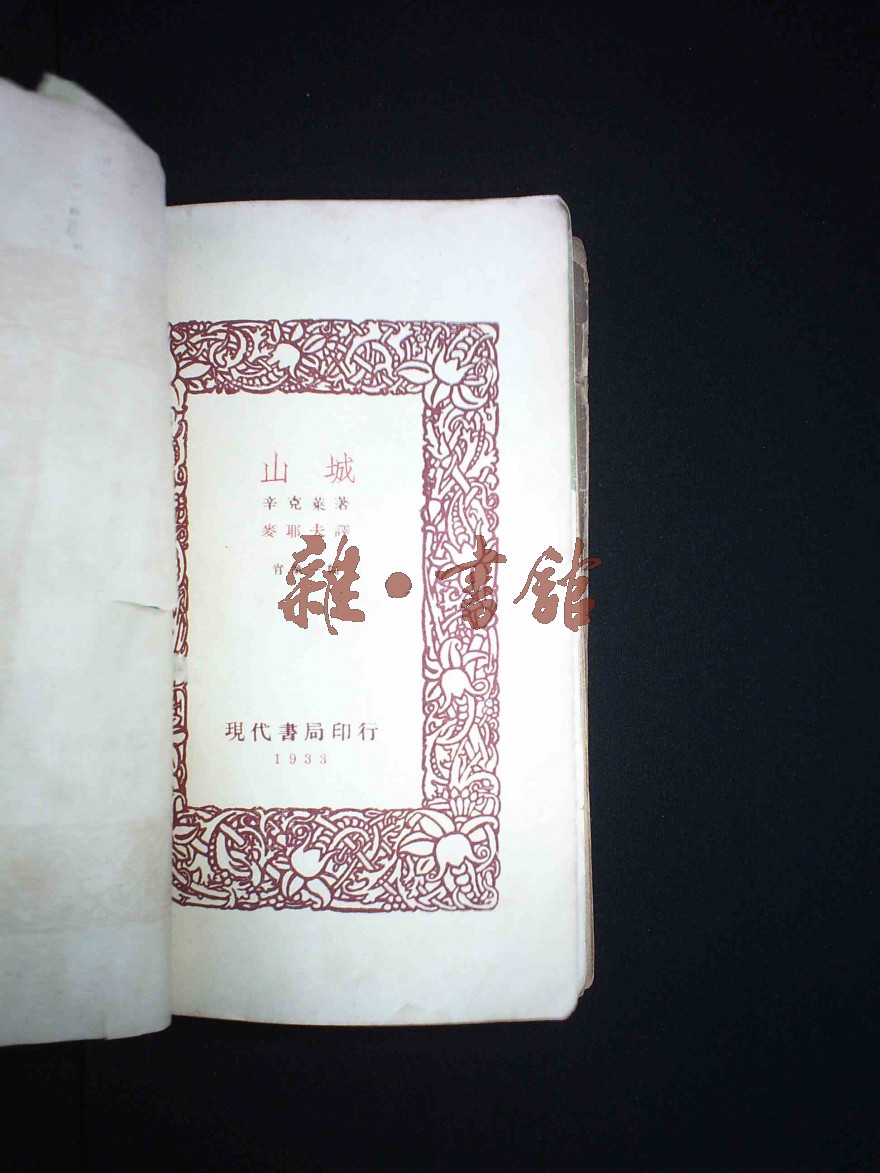 山城
辛克萊著
麥耶夫譯
雜·書館
現代書局印行
1933